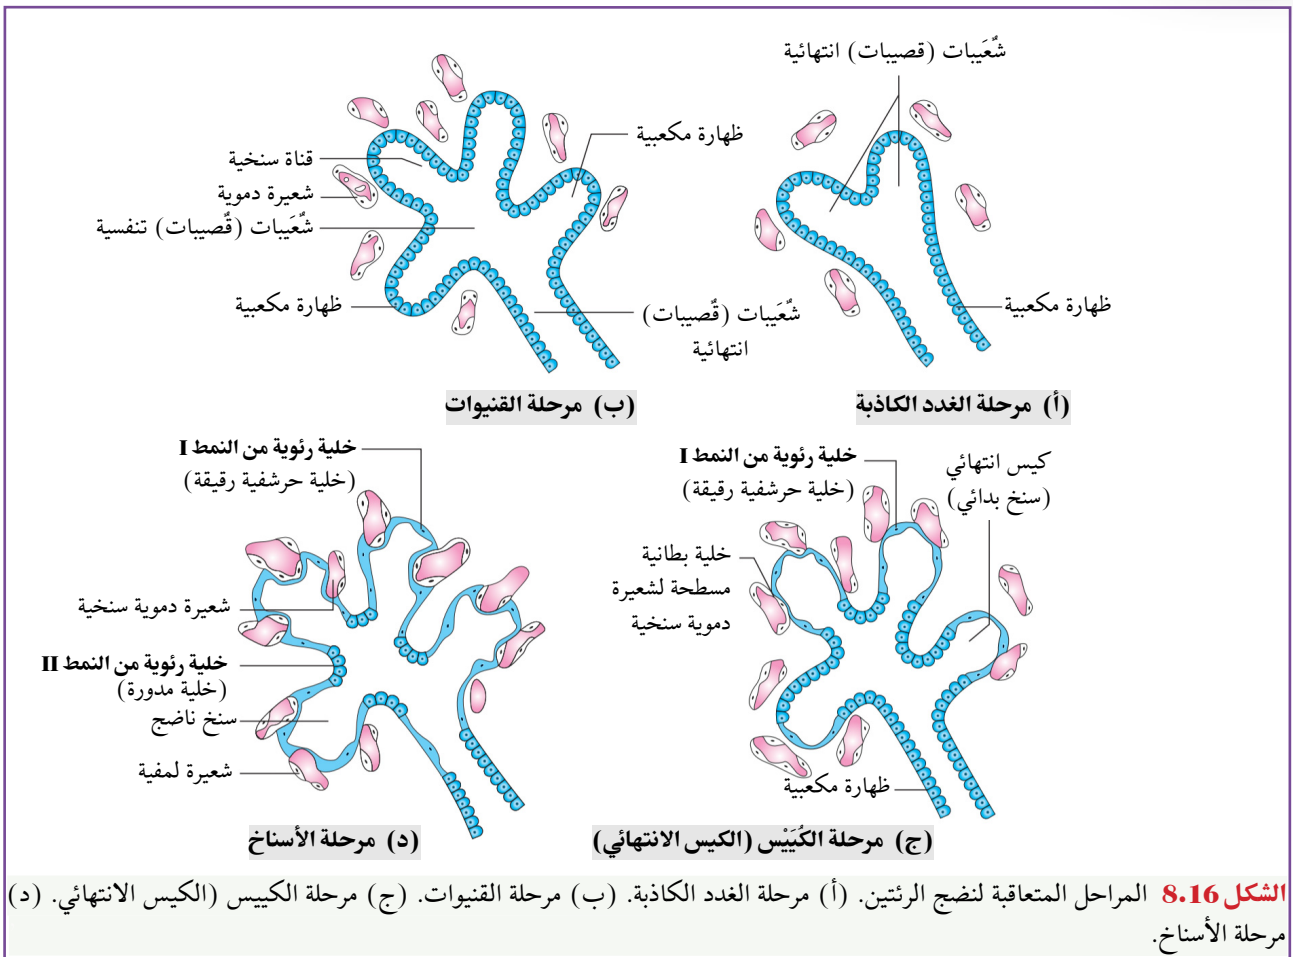 شُعَيبات (قصيبات) انتهائية
ظهارة مكعبية
(أ) مرحلة الغدد الكاذبة
ظهارة مكعبية
قناة سنخية
شعيرة دموية
شُعَيبات (قُصيبات) تنفسية
ظهارة مكعبية
شُعَيبات (قُصيبات)
انتهائية
(ب) مرحلة القنيوات
كيس انتهائي
(سنخ بدائي)
خلية رئوية من النمط I
(خلية حرشفية رقيقة)
خلية بطانية
مسطحة لشعيرة
دموية سنخية
ظهارة مكعبية
(ج) مرحلة الكُيَيْس (الكيس الانتهائي)
خلية رئوية من النمط I
(خلية حرشفية رقيقة)
شعيرة دموية سنخية
خلية رئوية من النمط II
(خلية مدورة)
سنخ ناضج
شعيرة لمفية
(د) مرحلة الأسناخ
الشكل 8.16 المراحل المتعاقبة لنضج الرئتين. (أ) مرحلة الغدد الكاذبة. (ب) مرحلة القنيوات. (ج) مرحلة الكييس (الكيس الانتهائي). (د)
مرحلة الأسناخ.